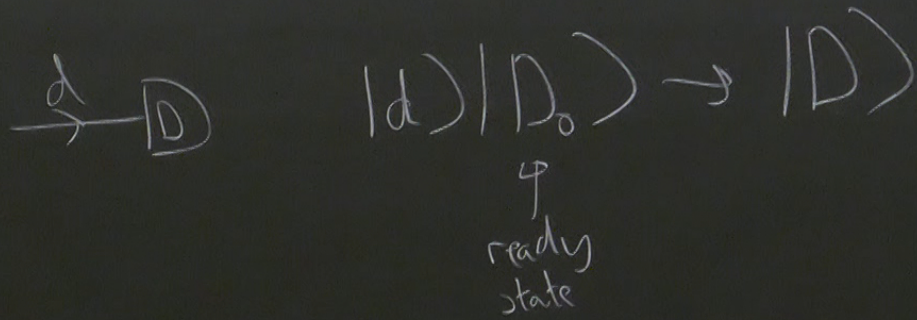 d
D |d⟩|D₀⟩ → |D⟩
↑
ready
state